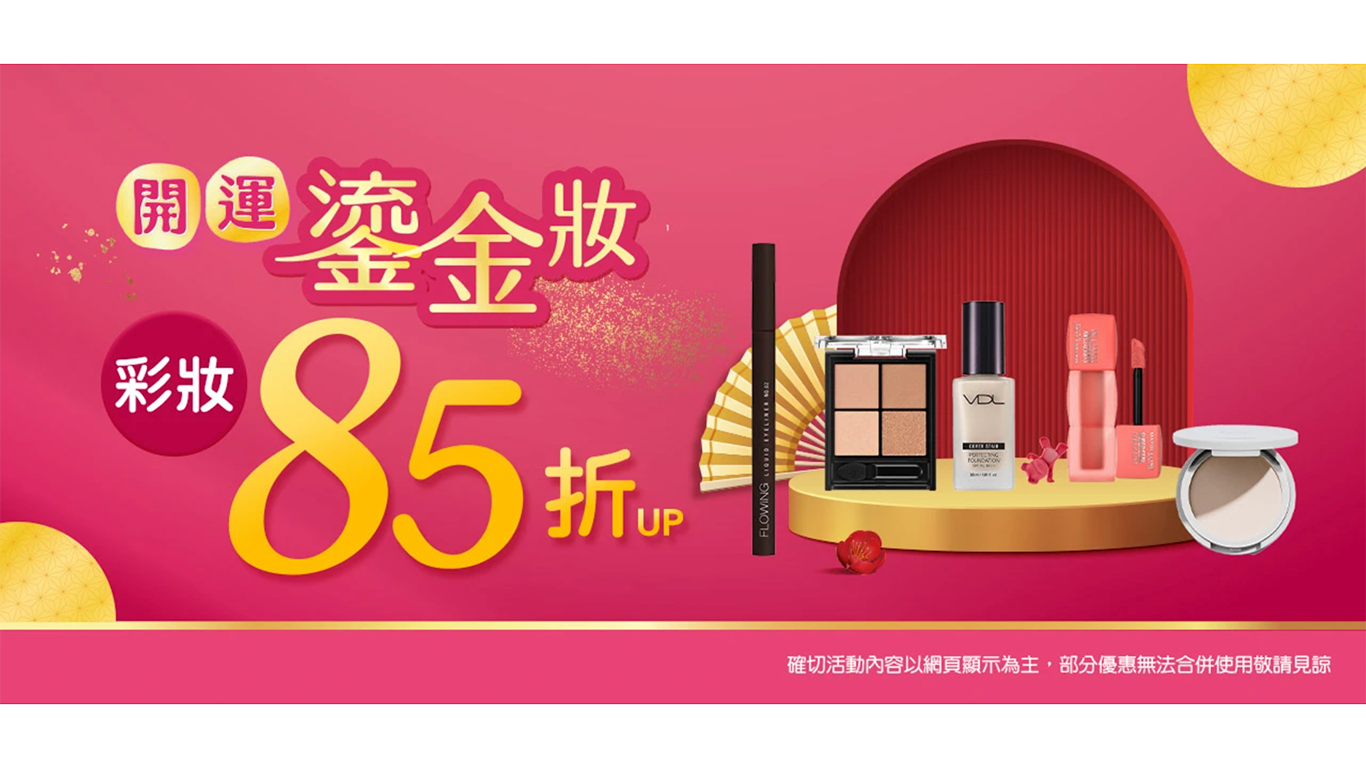 開運鎏金妝
彩妝
85折UP
FLOWING LIQUID EYELINER NO.02
VDL
COVER STAIN
PERFECTING
FOUNDATION
確切活動內容以網頁顯示為主，部分優惠無法合併使用敬請見諒